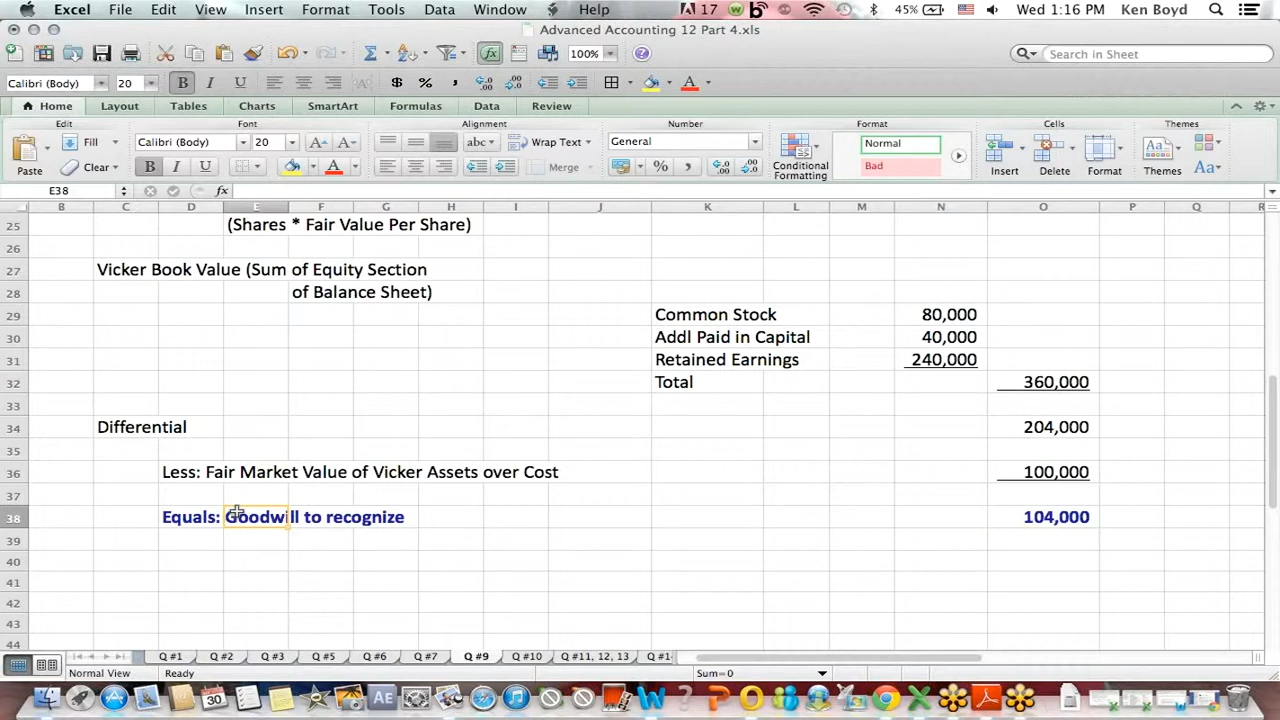 Excel File Edit View Insert Format Tools Data Window Help 17 45% Wed 1:16 PM Ken Boyd
Advanced Accounting 12 Part 4.xls
100% Search in Sheet
Calibri (Body) 20 B I U $ %
Home Layout Tables Charts SmartArt Formulas Data Review
Edit Font Alignment Number Format Cells Themes
Fill Calibri (Body) 20 A A abc Wrap Text General Normal
Paste Clear B I U A Merge % Conditional Formatting Bad Insert Delete Format Themes Aa
E38 fx
B C D E F G H I J K L M N O P Q R
25 (Shares * Fair Value Per Share)
26
27 Vicker Book Value (Sum of Equity Section
28 of Balance Sheet)
29 Common Stock 80,000
30 Addl Paid in Capital 40,000
31 Retained Earnings 240,000
32 Total 360,000
33
34 Differential 204,000
35
36 Less: Fair Market Value of Vicker Assets over Cost 100,000
37
38 Equals: Goodwill to recognize 104,000
39
40
41
42
43
44
Q #1 Q #2 Q #3 Q #5 Q #6 Q #7 Q #9 Q #10 Q #11, 12, 13 Q #1
Normal View Ready Sum=0
30 AE